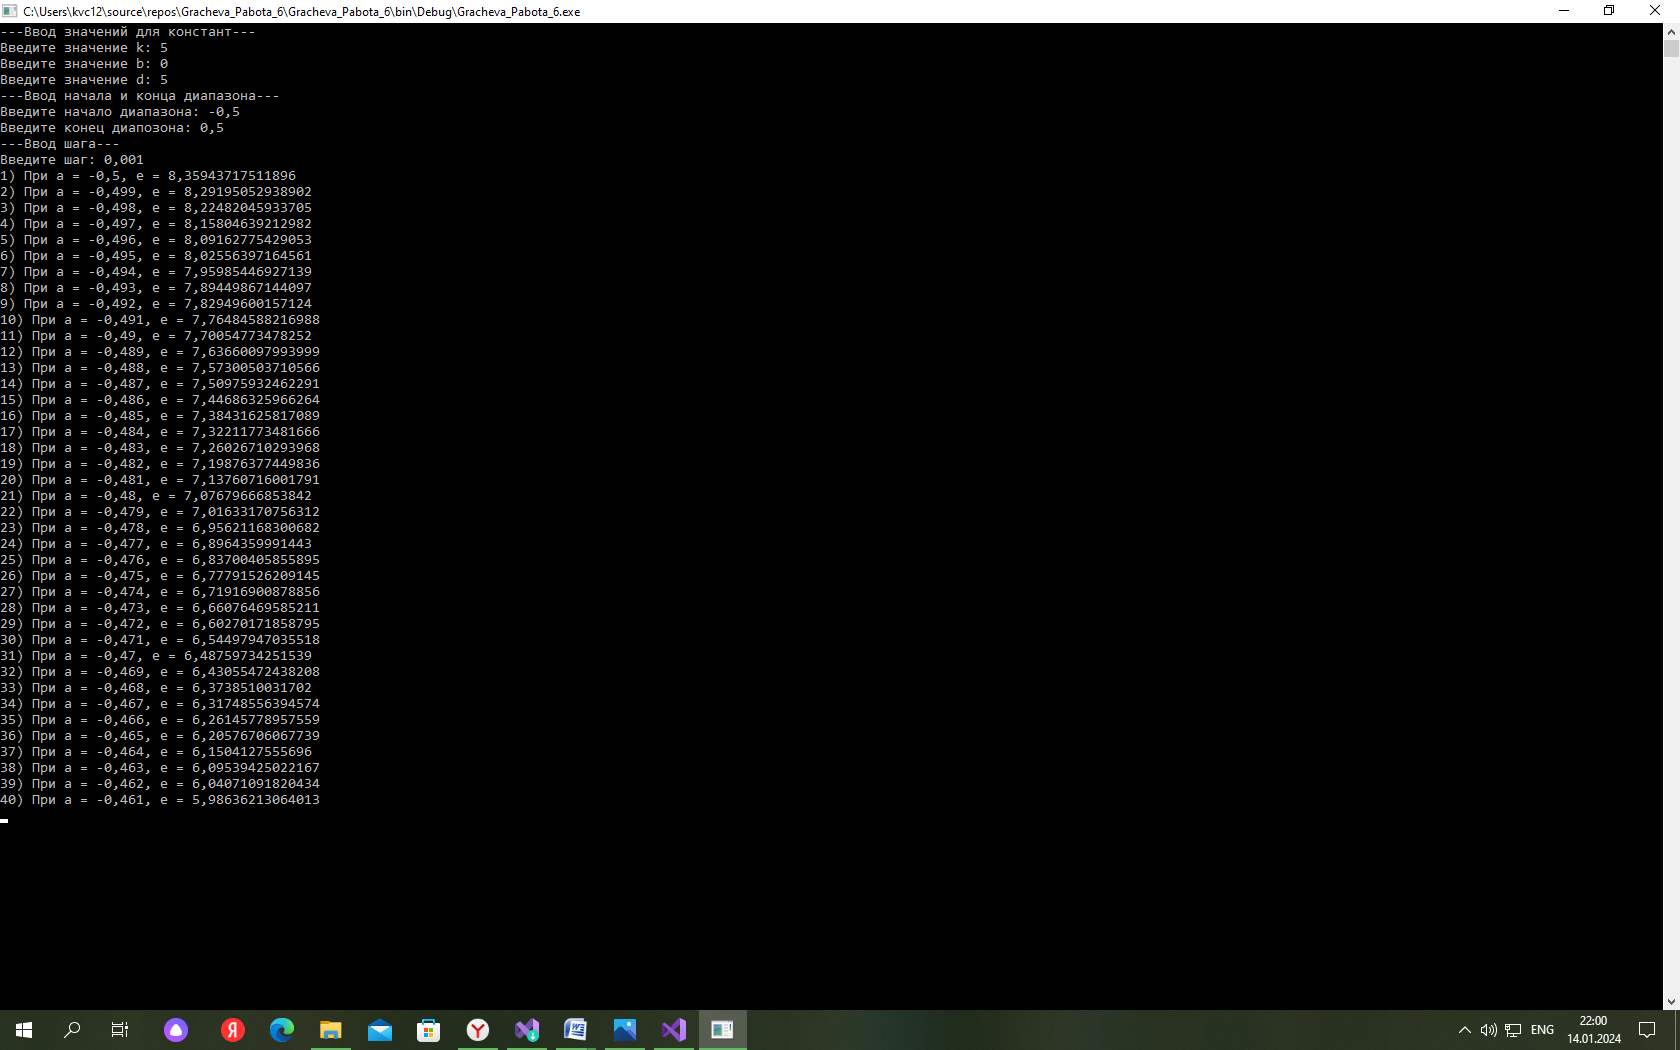 C:\Users\kvc12\source\repos\Gracheva_Pabota_6\Gracheva_Pabota_6\bin\Debug\Gracheva_Pabota_6.exe
---Ввод значений для констант---
Введите значение k: 5
Введите значение b: 0
Введите значение d: 5
---Ввод начала и конца диапазона---
Введите начало диапазона: -0,5
Введите конец диапозона: 0,5
---Ввод шага---
Введите шаг: 0,001
1) При a = -0,5, e = 8,35943717511896
2) При a = -0,499, e = 8,29195052938902
3) При a = -0,498, e = 8,22482045933705
4) При a = -0,497, e = 8,15804639212982
5) При a = -0,496, e = 8,09162775429053
6) При a = -0,495, e = 8,02556397164561
7) При a = -0,494, e = 7,95985446927139
8) При a = -0,493, e = 7,89449867144097
9) При a = -0,492, e = 7,82949600157124
10) При a = -0,491, e = 7,76484588216988
11) При a = -0,49, e = 7,70054773478252
12) При a = -0,489, e = 7,63660097993999
13) При a = -0,488, e = 7,57300503710566
14) При a = -0,487, e = 7,50975932462291
15) При a = -0,486, e = 7,44686325966264
16) При a = -0,485, e = 7,38431625817089
17) При a = -0,484, e = 7,32211773481666
18) При a = -0,483, e = 7,26026710293968
19) При a = -0,482, e = 7,19876377449836
20) При a = -0,481, e = 7,13760716001791
21) При a = -0,48, e = 7,07679666853842
22) При a = -0,479, e = 7,01633170756312
23) При a = -0,478, e = 6,95621168300682
24) При a = -0,477, e = 6,8964359991443
25) При a = -0,476, e = 6,83700405855895
26) При a = -0,475, e = 6,77791526209145
27) При a = -0,474, e = 6,71916900878856
28) При a = -0,473, e = 6,66076469585211
29) При a = -0,472, e = 6,60270171858795
30) При a = -0,471, e = 6,54497947035518
31) При a = -0,47, e = 6,48759734251539
32) При a = -0,469, e = 6,43055472438208
33) При a = -0,468, e = 6,3738510031702
34) При a = -0,467, e = 6,31748556394574
35) При a = -0,466, e = 6,26145778957559
36) При a = -0,465, e = 6,20576706067739
37) При a = -0,464, e = 6,1504127555696
38) При a = -0,463, e = 6,09539425022167
39) При a = -0,462, e = 6,04071091820434
40) При a = -0,461, e = 5,98636213064013
ENG
22:00
14.01.2024